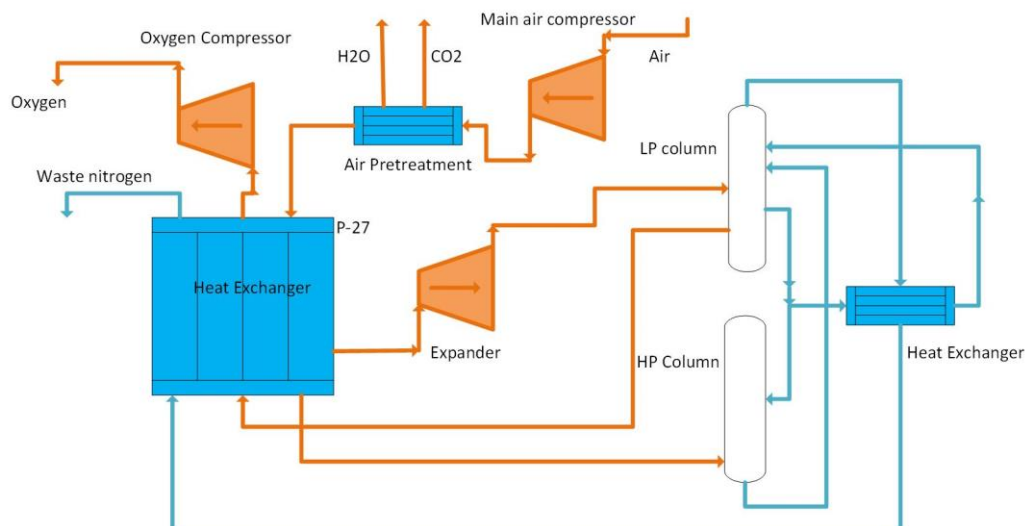 Main air compressor
Oxygen Compressor
H2O
CO2
Air
Oxygen
Air Pretreatment
LP column
Waste nitrogen
P-27
Heat Exchanger
Expander
HP Column
Heat Exchanger